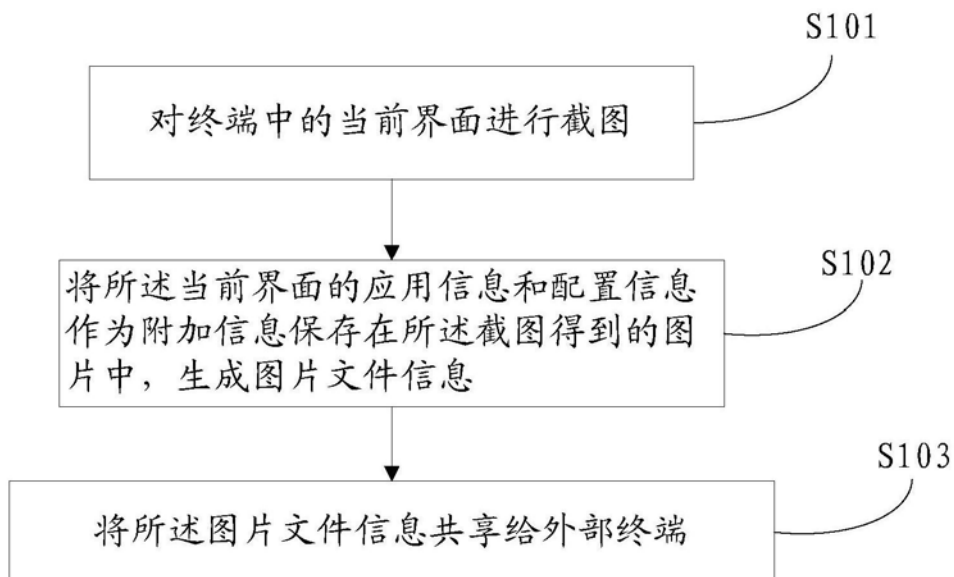 S101
对终端中的当前界面进行截图
S102
将所述当前界面的应用信息和配置信息
作为附加信息保存在所述截图得到的图
片中，生成图片文件信息
S103
将所述图片文件信息共享给外部终端